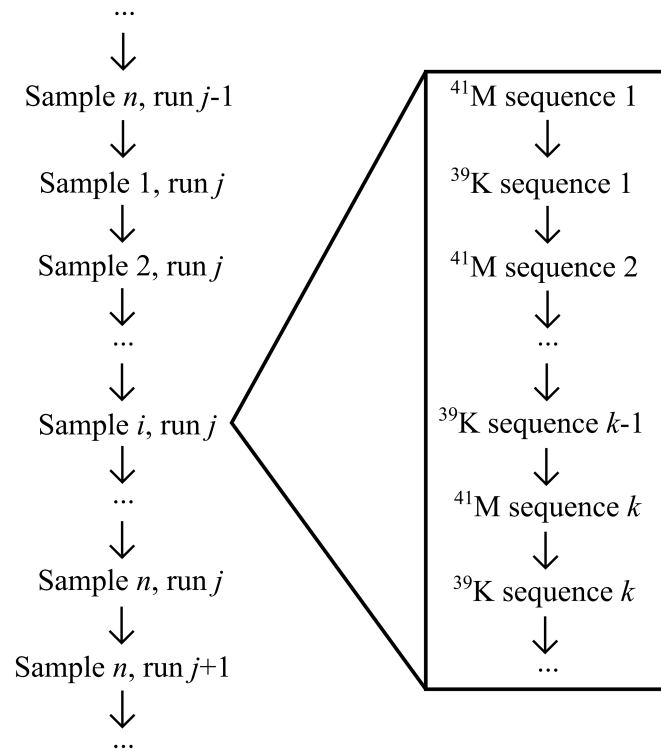 ...
Sample n, run j-1
Sample 1, run j
Sample 2, run j
...
Sample i, run j
...
Sample n, run j
Sample n, run j+1
...
⁴¹M sequence 1
³⁹K sequence 1
⁴¹M sequence 2
...
³⁹K sequence k-1
⁴¹M sequence k
³⁹K sequence k
...